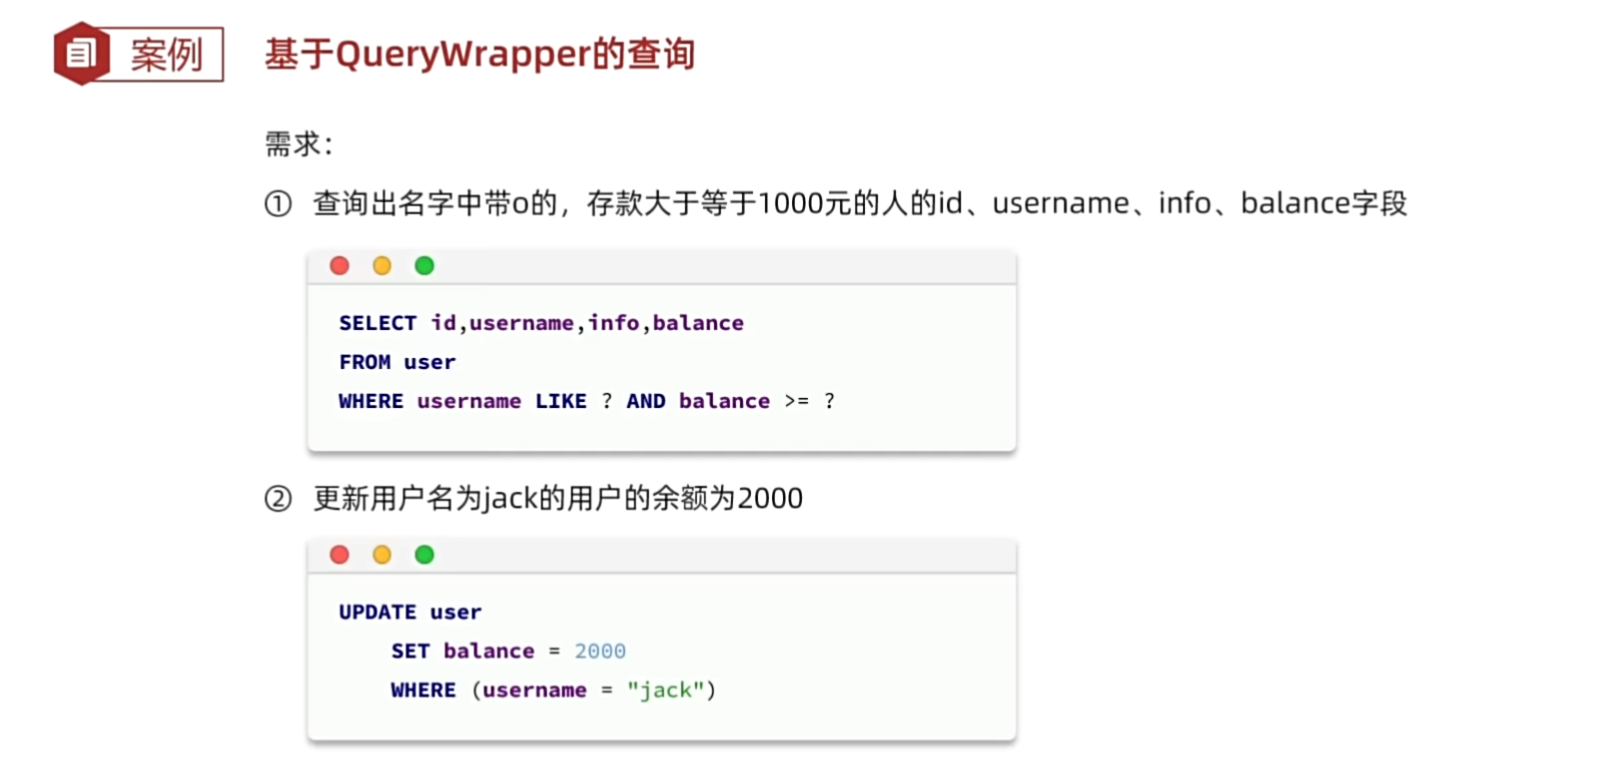 案例
基于QueryWrapper的查询
需求：
① 查询出名字中带o的，存款大于等于1000元的人的id、username、info、balance字段
SELECT id,username,info,balance
FROM user
WHERE username LIKE ? AND balance >= ?
② 更新用户名为jack的用户的余额为2000
UPDATE user
SET balance = 2000
WHERE (username = "jack")